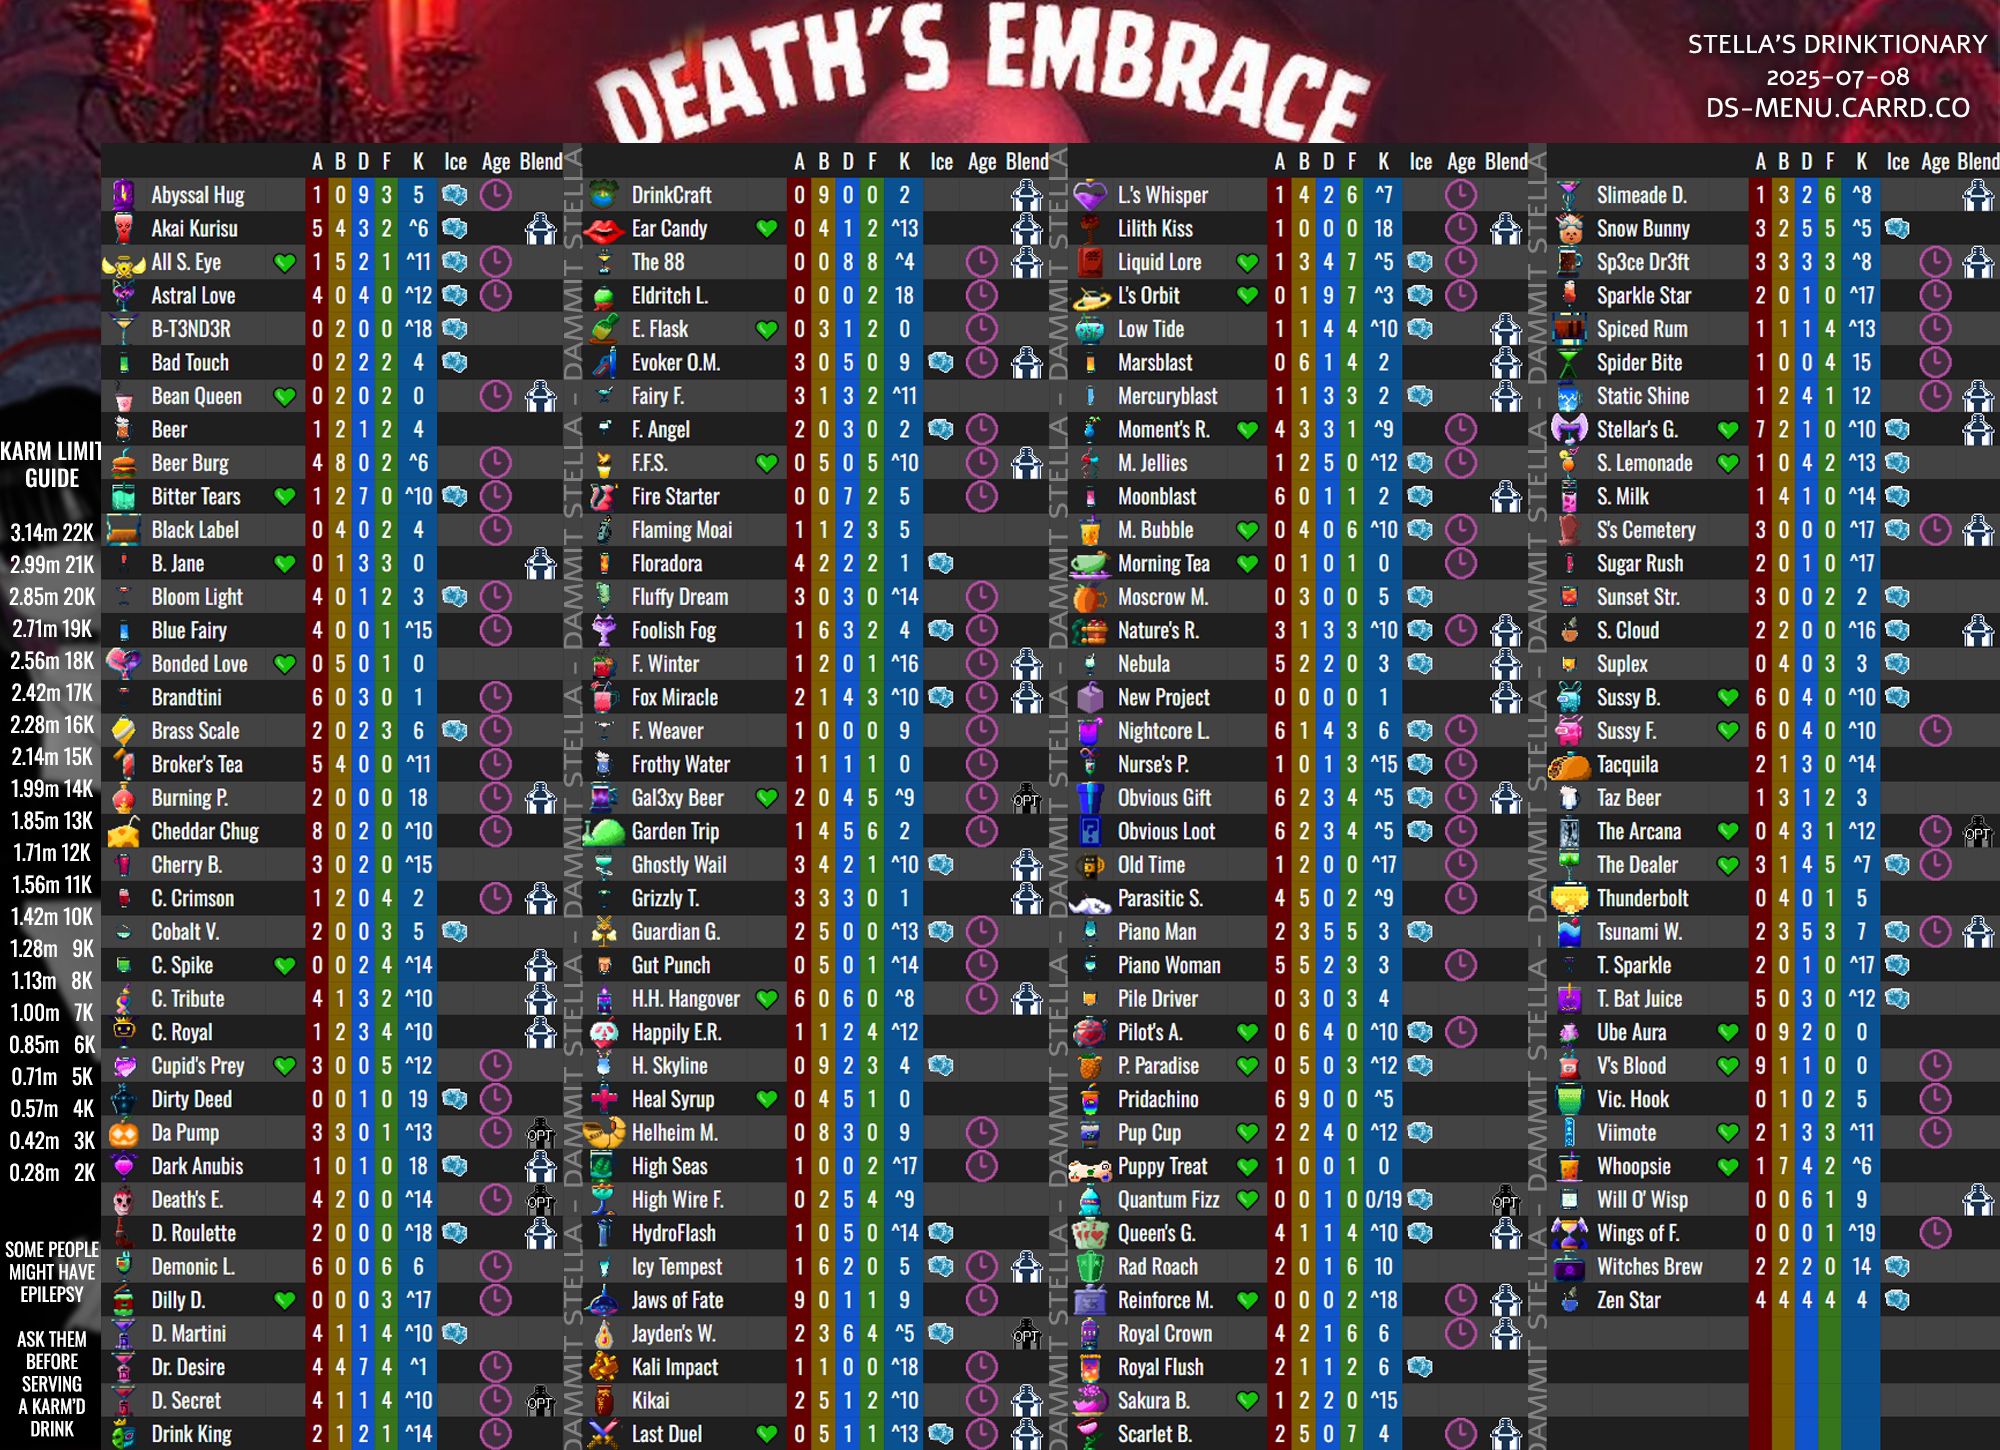 DEATH'S EMBRACE
STELLA'S DRINKTIONARY
2025-07-08
DS-MENU.CARRD.CO
KARM LIMIT
GUIDE
3.14m 22K
2.99m 21K
2.85m 20K
2.71m 19K
2.56m 18K
2.42m 17K
2.28m 16K
2.14m 15K
1.99m 14K
1.85m 13K
1.71m 12K
1.56m 11K
1.42m 10K
1.28m 9K
1.13m 8K
1.00m 7K
0.85m 6K
0.71m 5K
0.57m 4K
0.42m 3K
0.28m 2K
SOME PEOPLE
MIGHT HAVE
EPILEPSY
ASK THEM
BEFORE
SERVING
A KARM'D
DRINK
A B D F K Ice Age Blend
Abyssal Hug 1 0 9 3 5
Akai Kurisu 5 4 3 2 ^6
All S. Eye 1 5 2 1 ^11
Astral Love 4 0 4 0 ^12
B-T3ND3R 0 2 0 0 ^18
Bad Touch 0 2 2 2 4
Bean Queen 0 2 0 2 0
Beer 1 2 1 2 4
Beer Burg 4 8 0 2 ^6
Bitter Tears 1 2 7 0 ^10
Black Label 0 4 0 2 4
B. Jane 0 1 3 3 0
Bloom Light 4 0 1 2 3
Blue Fairy 4 0 0 1 ^15
Bonded Love 0 5 0 1 0
Brandtini 6 0 3 0 1
Brass Scale 2 0 2 3 6
Broker's Tea 5 4 0 0 ^11
Burning P. 2 0 0 0 18
Cheddar Chug 8 0 2 0 ^10
Cherry B. 3 0 2 0 ^15
C. Crimson 1 2 0 4 2
Cobalt V. 2 0 0 3 5
C. Spike 0 0 2 4 ^14
C. Tribute 4 1 3 2 ^10
C. Royal 1 2 3 4 ^10
Cupid's Prey 3 0 0 5 ^12
Dirty Deed 0 0 1 0 19
Da Pump 3 3 0 1 ^13 OPT
Dark Anubis 1 0 1 0 18
Death's E. 4 2 0 0 ^14 OPT
D. Roulette 2 0 0 0 ^18
Demonic L. 6 0 0 6 6
Dilly D. 0 0 0 3 ^17
D. Martini 4 1 1 4 ^10
Dr. Desire 4 4 7 4 ^1
D. Secret 4 1 1 4 ^10 OPT
Drink King 2 1 2 1 ^14
DAMMIT STELLA - DAMMIT STELLA - DAMMIT STELLA - DAMMIT STELLA
A B D F K Ice Age Blend
DrinkCraft 0 9 0 0 2
Ear Candy 0 4 1 2 ^13
The 88 0 0 8 8 ^4
Eldritch L. 0 0 0 2 18
E. Flask 0 3 1 2 0
Evoker O.M. 3 0 5 0 9
Fairy F. 3 1 3 2 ^11
F. Angel 2 0 3 0 2
F.F.S. 0 5 0 5 ^10
Fire Starter 0 0 7 2 5
Flaming Moai 1 1 2 3 5
Floradora 4 2 2 2 1
Fluffy Dream 3 0 3 0 ^14
Foolish Fog 1 6 3 2 4
F. Winter 1 2 0 1 ^16
Fox Miracle 2 1 4 3 ^10
F. Weaver 1 0 0 0 9
Frothy Water 1 1 1 1 0
Gal3xy Beer 2 0 4 5 ^9 OPT
Garden Trip 1 4 5 6 2
Ghostly Wail 3 4 2 1 ^10
Grizzly T. 3 3 3 0 1
Guardian G. 2 5 0 0 ^13
Gut Punch 0 5 0 1 ^14
H.H. Hangover 6 0 6 0 ^8
Happily E.R. 1 1 2 4 ^12
H. Skyline 0 9 2 3 4
Heal Syrup 0 4 5 1 0
Helheim M. 0 8 3 0 9
High Seas 1 0 0 2 ^17
High Wire F. 0 2 5 4 ^9
HydroFlash 1 0 5 0 ^14
Icy Tempest 1 6 2 0 5
Jaws of Fate 9 0 1 1 9
Jayden's W. 2 3 6 4 ^5 OPT
Kali Impact 1 1 0 0 ^18
Kikai 2 5 1 2 ^10
Last Duel 0 5 1 1 ^13
DAMMIT STELLA - DAMMIT STELLA - DAMMIT STELLA - DAMMIT STELLA
A B D F K Ice Age Blend
L.'s Whisper 1 4 2 6 ^7
Lilith Kiss 1 0 0 0 18
Liquid Lore 1 3 4 7 ^5
L's Orbit 0 1 9 7 ^3
Low Tide 1 1 4 4 ^10
Marsblast 0 6 1 4 2
Mercuryblast 1 1 3 3 2
Moment's R. 4 3 3 1 ^9
M. Jellies 1 2 5 0 ^12
Moonblast 6 0 1 1 2
M. Bubble 0 4 0 6 ^10
Morning Tea 0 1 0 1 0
Moscrow M. 0 3 0 0 5
Nature's R. 3 1 3 3 ^10
Nebula 5 2 2 0 3
New Project 0 0 0 0 1
Nightcore L. 6 1 4 3 6
Nurse's P. 1 0 1 3 ^15
Obvious Gift 6 2 3 4 ^5
Obvious Loot 6 2 3 4 ^5
Old Time 1 2 0 0 ^17
Parasitic S. 4 5 0 2 ^9
Piano Man 2 3 5 5 3
Piano Woman 5 5 2 3 3
Pile Driver 0 3 0 3 4
Pilot's A. 0 6 4 0 ^10
P. Paradise 0 5 0 3 ^12
Pridachino 6 9 0 0 ^5
Pup Cup 2 2 4 0 ^12
Puppy Treat 1 0 0 1 0
Quantum Fizz 0 0 1 0 0/19 OPT
Queen's G. 4 1 1 4 ^10
Rad Roach 2 0 1 6 10
Reinforce M. 0 0 0 2 ^18
Royal Crown 4 2 1 6 6
Royal Flush 2 1 1 2 6
Sakura B. 1 2 2 0 ^15
Scarlet B. 2 5 0 7 4
DAMMIT STELLA - DAMMIT STELLA - DAMMIT STELLA - DAMMIT STELLA
A B D F K Ice Age Blend
Slimeade D. 1 3 2 6 ^8
Snow Bunny 3 2 5 5 ^5
Sp3ce Dr3ft 3 3 3 3 ^8
Sparkle Star 2 0 1 0 ^17
Spiced Rum 1 1 1 4 ^13
Spider Bite 1 0 0 4 15
Static Shine 1 2 4 1 12
Stellar's G. 7 2 1 0 ^10
S. Lemonade 1 0 4 2 ^13
S. Milk 1 4 1 0 ^14
S's Cemetery 3 0 0 0 ^17
Sugar Rush 2 0 1 0 ^17
Sunset Str. 3 0 0 2 2
S. Cloud 2 2 0 0 ^16
Suplex 0 4 0 3 3
Sussy B. 6 0 4 0 ^10
Sussy F. 6 0 4 0 ^10
Tacquila 2 1 3 0 ^14
Taz Beer 1 3 1 2 3
The Arcana 0 4 3 1 ^12 OPT
The Dealer 3 1 4 5 ^7
Thunderbolt 0 4 0 1 5
Tsunami W. 2 3 5 3 7
T. Sparkle 2 0 1 0 ^17
T. Bat Juice 5 0 3 0 ^12
Ube Aura 0 9 2 0 0
V's Blood 9 1 1 0 0
Vic. Hook 0 1 0 2 5
Viimote 2 1 3 3 ^11
Whoopsie 1 7 4 2 ^6
Will O' Wisp 0 0 6 1 9
Wings of F. 0 0 0 1 ^19
Witches Brew 2 2 2 0 14
Zen Star 4 4 4 4 4